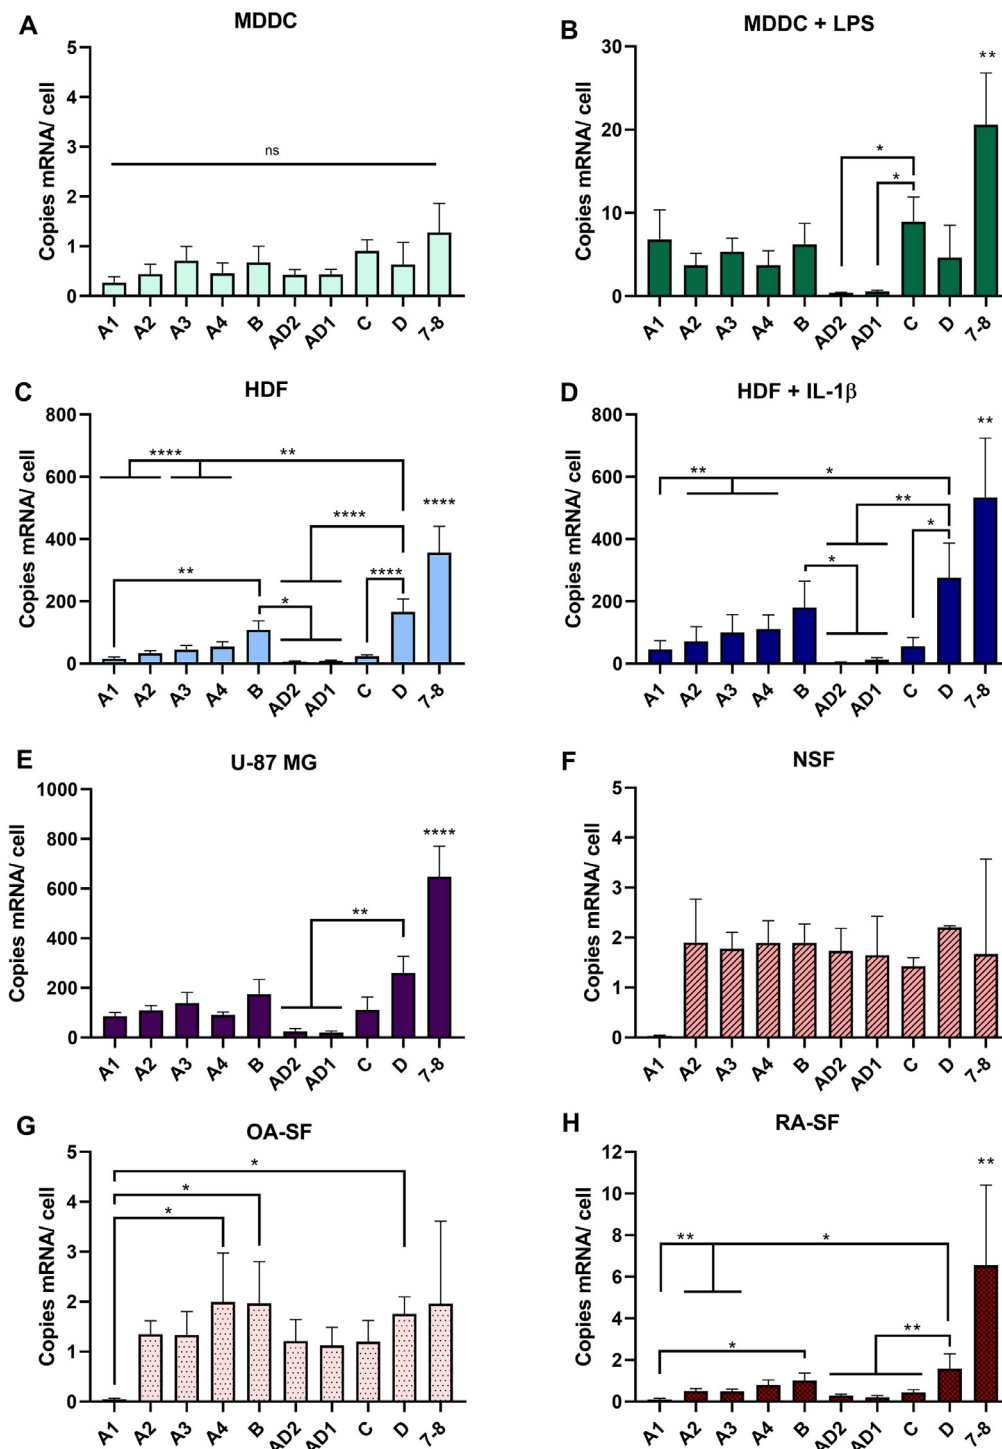 A
MDDC
Copies mRNA/ cell
5
4
3
2
1
0
ns
A1 A2 A3 A4 B AD2 AD1 C D 7-8
B
MDDC + LPS
Copies mRNA/ cell
30
20
10
0
**
*
*
A1 A2 A3 A4 B AD2 AD1 C D 7-8
C
HDF
Copies mRNA/ cell
800
600
400
200
0
**** **
****
****
** ****
*
A1 A2 A3 A4 B AD2 AD1 C D 7-8
D
HDF + IL-1β
Copies mRNA/ cell
800
600
400
200
0
**
** *
**
*
*
A1 A2 A3 A4 B AD2 AD1 C D 7-8
E
U-87 MG
Copies mRNA/ cell
1000
800
600
400
200
0
****
**
A1 A2 A3 A4 B AD2 AD1 C D 7-8
F
NSF
Copies mRNA/ cell
5
4
3
2
1
0
A1 A2 A3 A4 B AD2 AD1 C D 7-8
G
OA-SF
Copies mRNA/ cell
5
4
3
2
1
0
*
*
*
A1 A2 A3 A4 B AD2 AD1 C D 7-8
H
RA-SF
Copies mRNA/ cell
12
10
8
6
4
2
0
**
** *
**
*
A1 A2 A3 A4 B AD2 AD1 C D 7-8